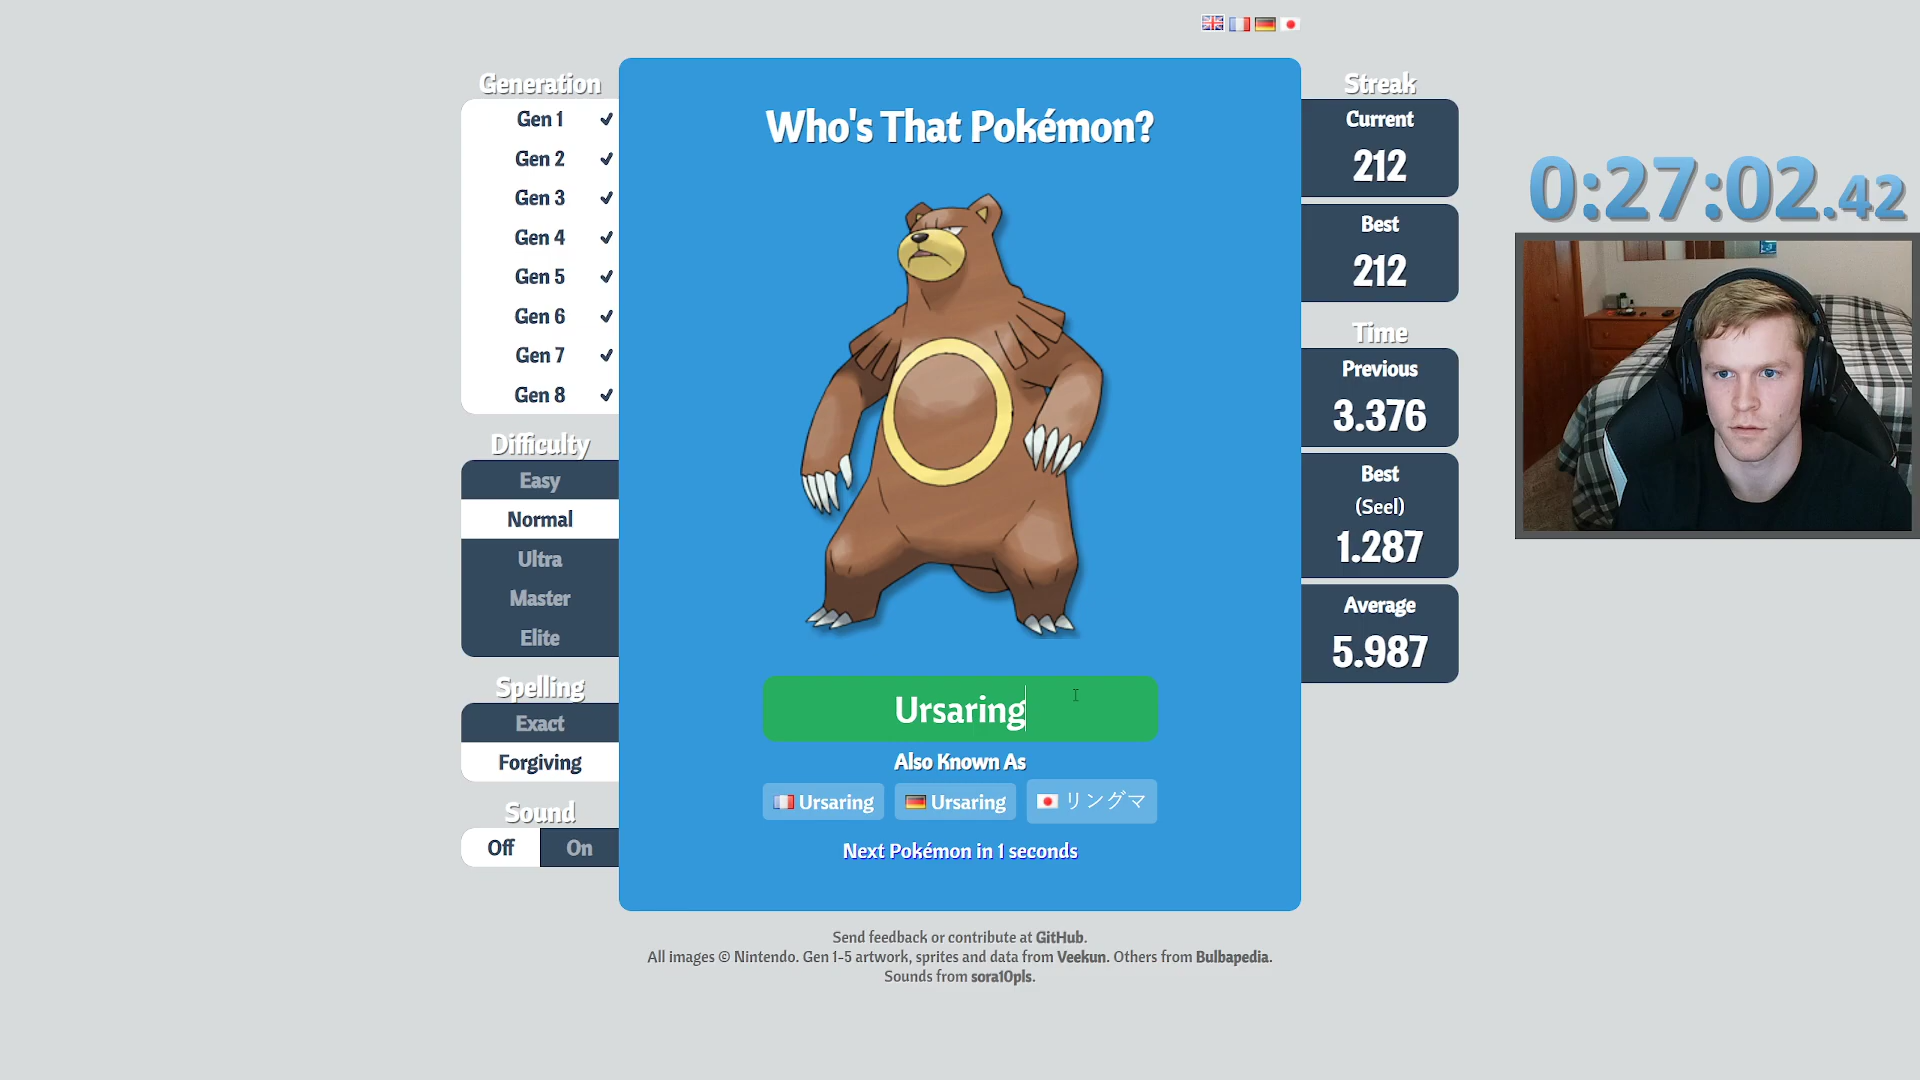 Generation
Gen 1
Gen 2
Gen 3
Gen 4
Gen 5
Gen 6
Gen 7
Gen 8
Difficulty
Easy
Normal
Ultra
Master
Elite
Spelling
Exact
Forgiving
Sound
Off On
Who's That Pokémon?
Ursaring
Also Known As
Ursaring Ursaring リングマ
Next Pokémon in 1 seconds
Send feedback or contribute at GitHub.
All images © Nintendo. Gen 1-5 artwork, sprites and data from Veekun. Others from Bulbapedia.
Sounds from sora10pls.
Streak
Current
212
Best
212
Time
Previous
3.376
Best
(Seel)
1.287
Average
5.987
0:27:02.42